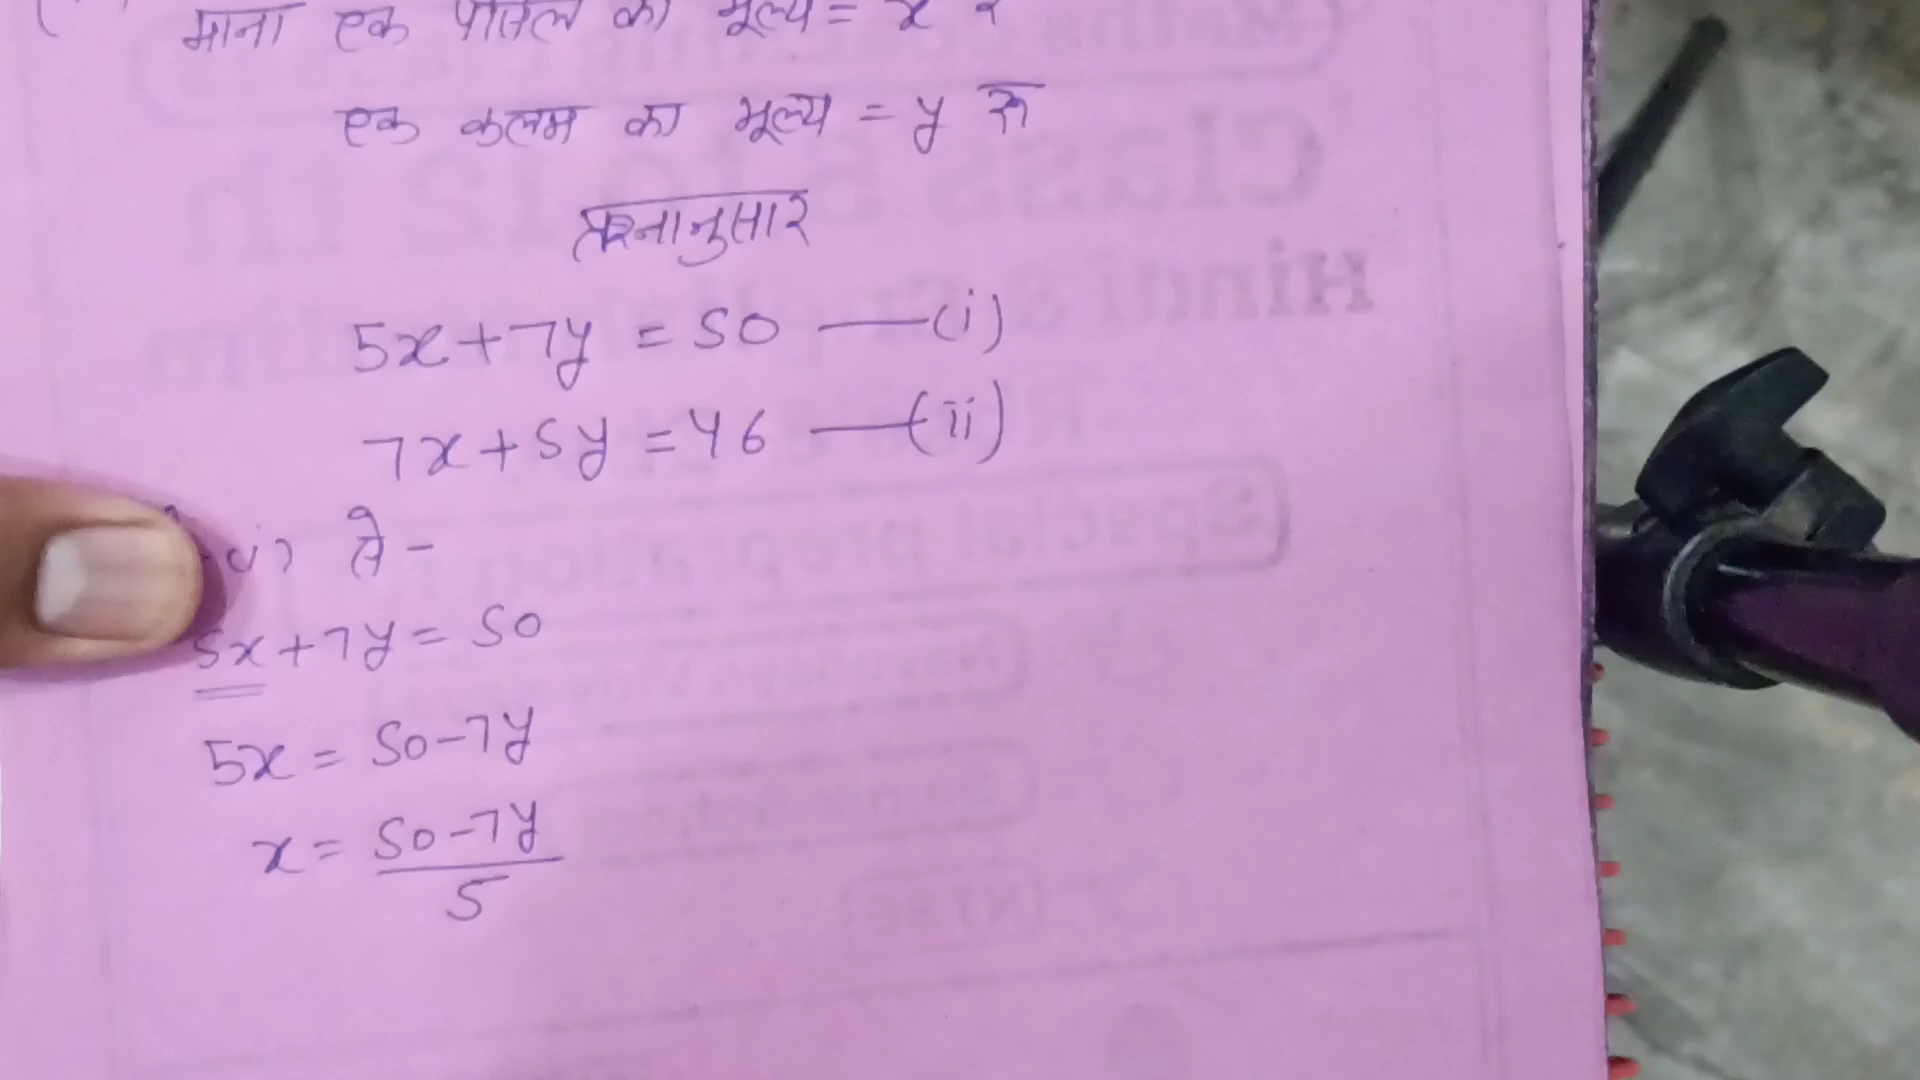 माना एक पेंसिल का मूल्य = x रु
एक कलम का मूल्य = y रु
प्रश्नानुसार
5x+7y = 50 —(i)
7x+5y = 46 —(ii)
(i) से -
5x+7y = 50
5x = 50-7y
x = 50-7y
5